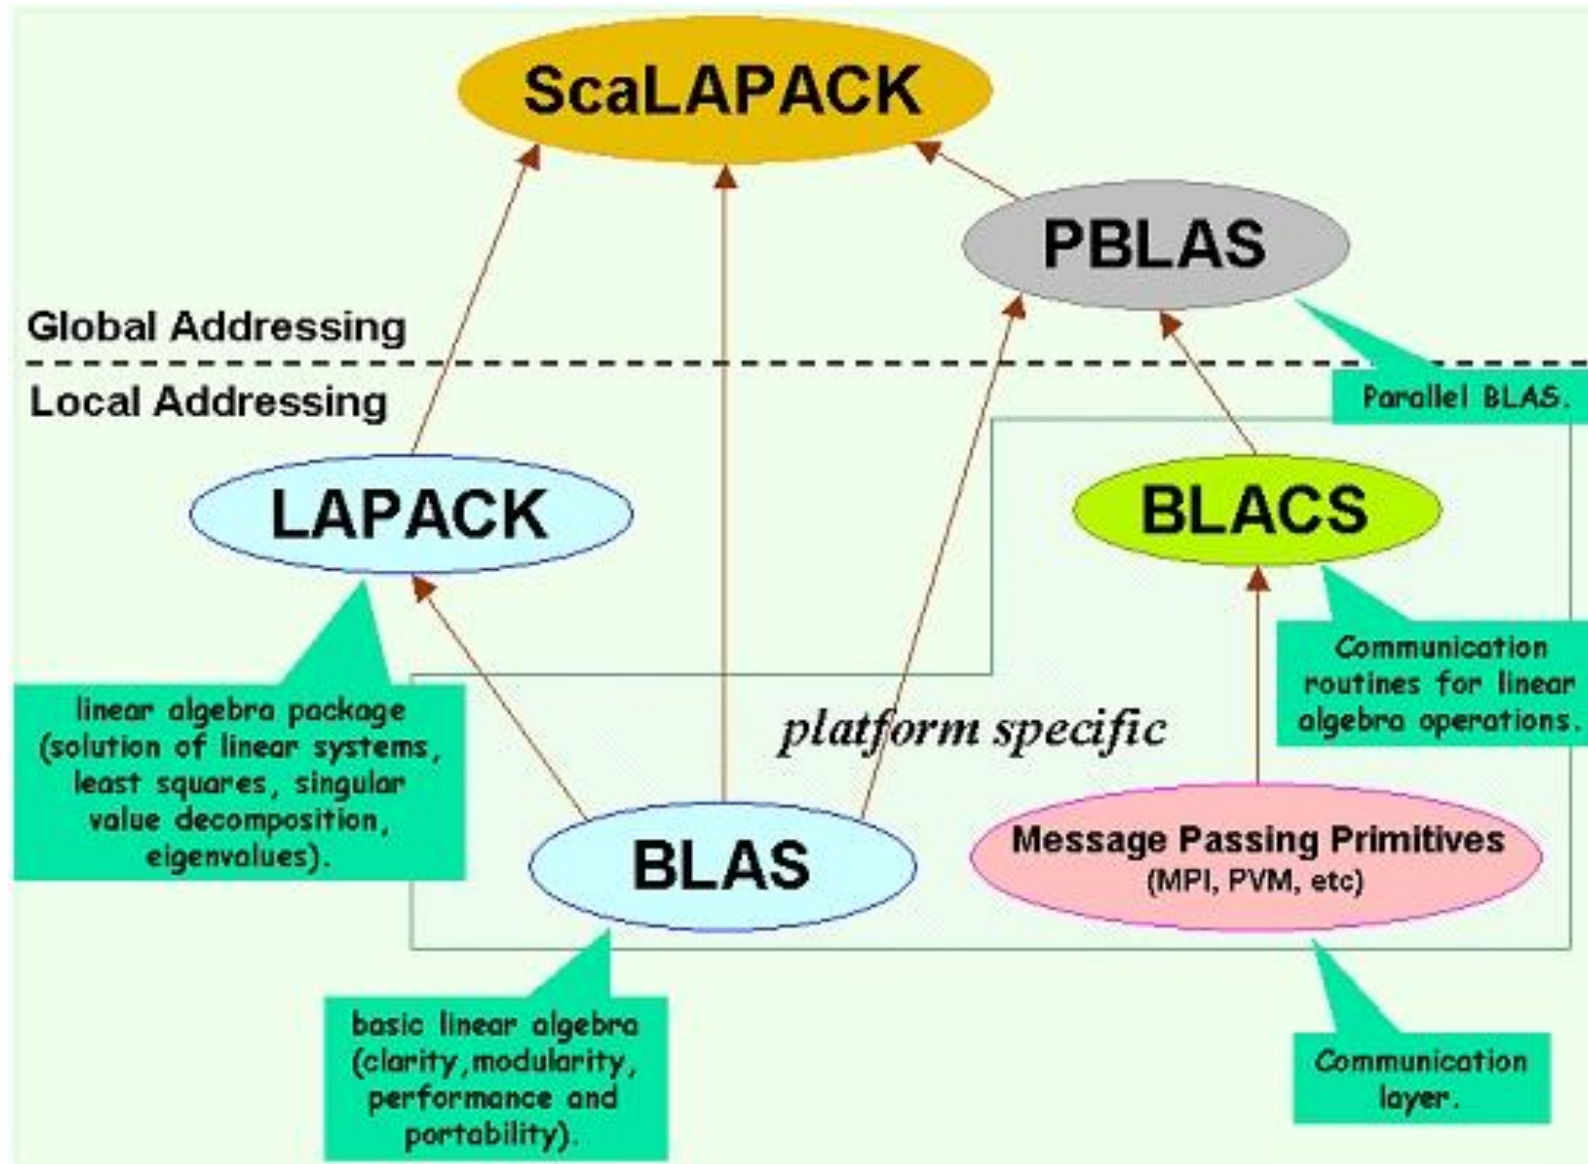 ScaLAPACK
PBLAS
Global Addressing
Local Addressing
Parallel BLAS.
LAPACK
BLACS
linear algebra package
(solution of linear systems,
least squares, singular
value decomposition,
eigenvalues).
Communication
routines for linear
algebra operations.
platform specific
BLAS
Message Passing Primitives
(MPI, PVM, etc)
basic linear algebra
(clarity,modularity,
performance and
portability).
Communication
layer.